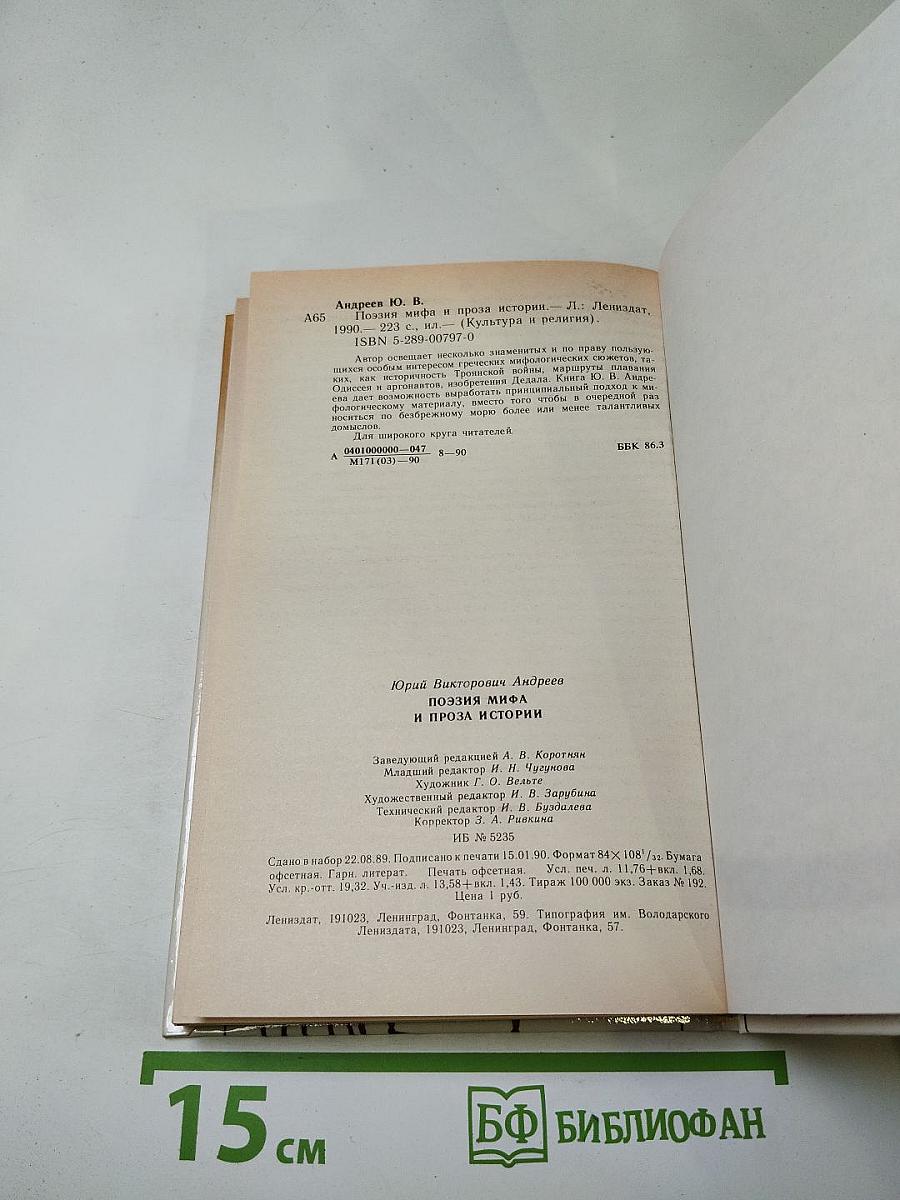 Андреев Ю. В.
А65 Поэзия мифа и проза истории.— Л.: Лениздат,
1990.— 223 с., ил.— (Культура и религия).
ISBN 5-289-00797-0
Автор освещает несколько знаменитых и по праву пользую-
щихся особым интересом греческих мифологических сюжетов, та-
ких, как историчность Троянской войны, маршруты плавания
Одиссея и аргонавтов, изобретения Дедала. Книга Ю. В. Андре-
ева дает возможность выработать принципиальный подход к ми-
фологическому материалу, вместо того чтобы в очередной раз
носиться по безбрежному морю более или менее талантливых
домыслов.
Для широкого круга читателей.
А 0401000000—047 8—90 ББК 86.3
М171(03)—90
Юрий Викторович Андреев
ПОЭЗИЯ МИФА
И ПРОЗА ИСТОРИИ
Заведующий редакцией А. В. Коротнян
Младший редактор И. Н. Чугунова
Художник Г. О. Вельте
Художественный редактор И. В. Зарубина
Технический редактор И. В. Буздалева
Корректор З. А. Ривкина
ИБ № 5235
Сдано в набор 22.08.89. Подписано к печати 15.01.90. Формат 84×108¹/₃₂. Бумага
офсетная. Гарн. литерат. Печать офсетная. Усл. печ. л. 11,76+вкл. 1,68.
Усл. кр.-отт. 19,32. Уч.-изд. л. 13,58+вкл. 1,43. Тираж 100 000 экз. Заказ № 192.
Цена 1 руб.
Лениздат, 191023, Ленинград, Фонтанка, 59. Типография им. Володарского
Лениздата, 191023, Ленинград, Фонтанка, 57.
15 см
БФ БИБЛИОФАН